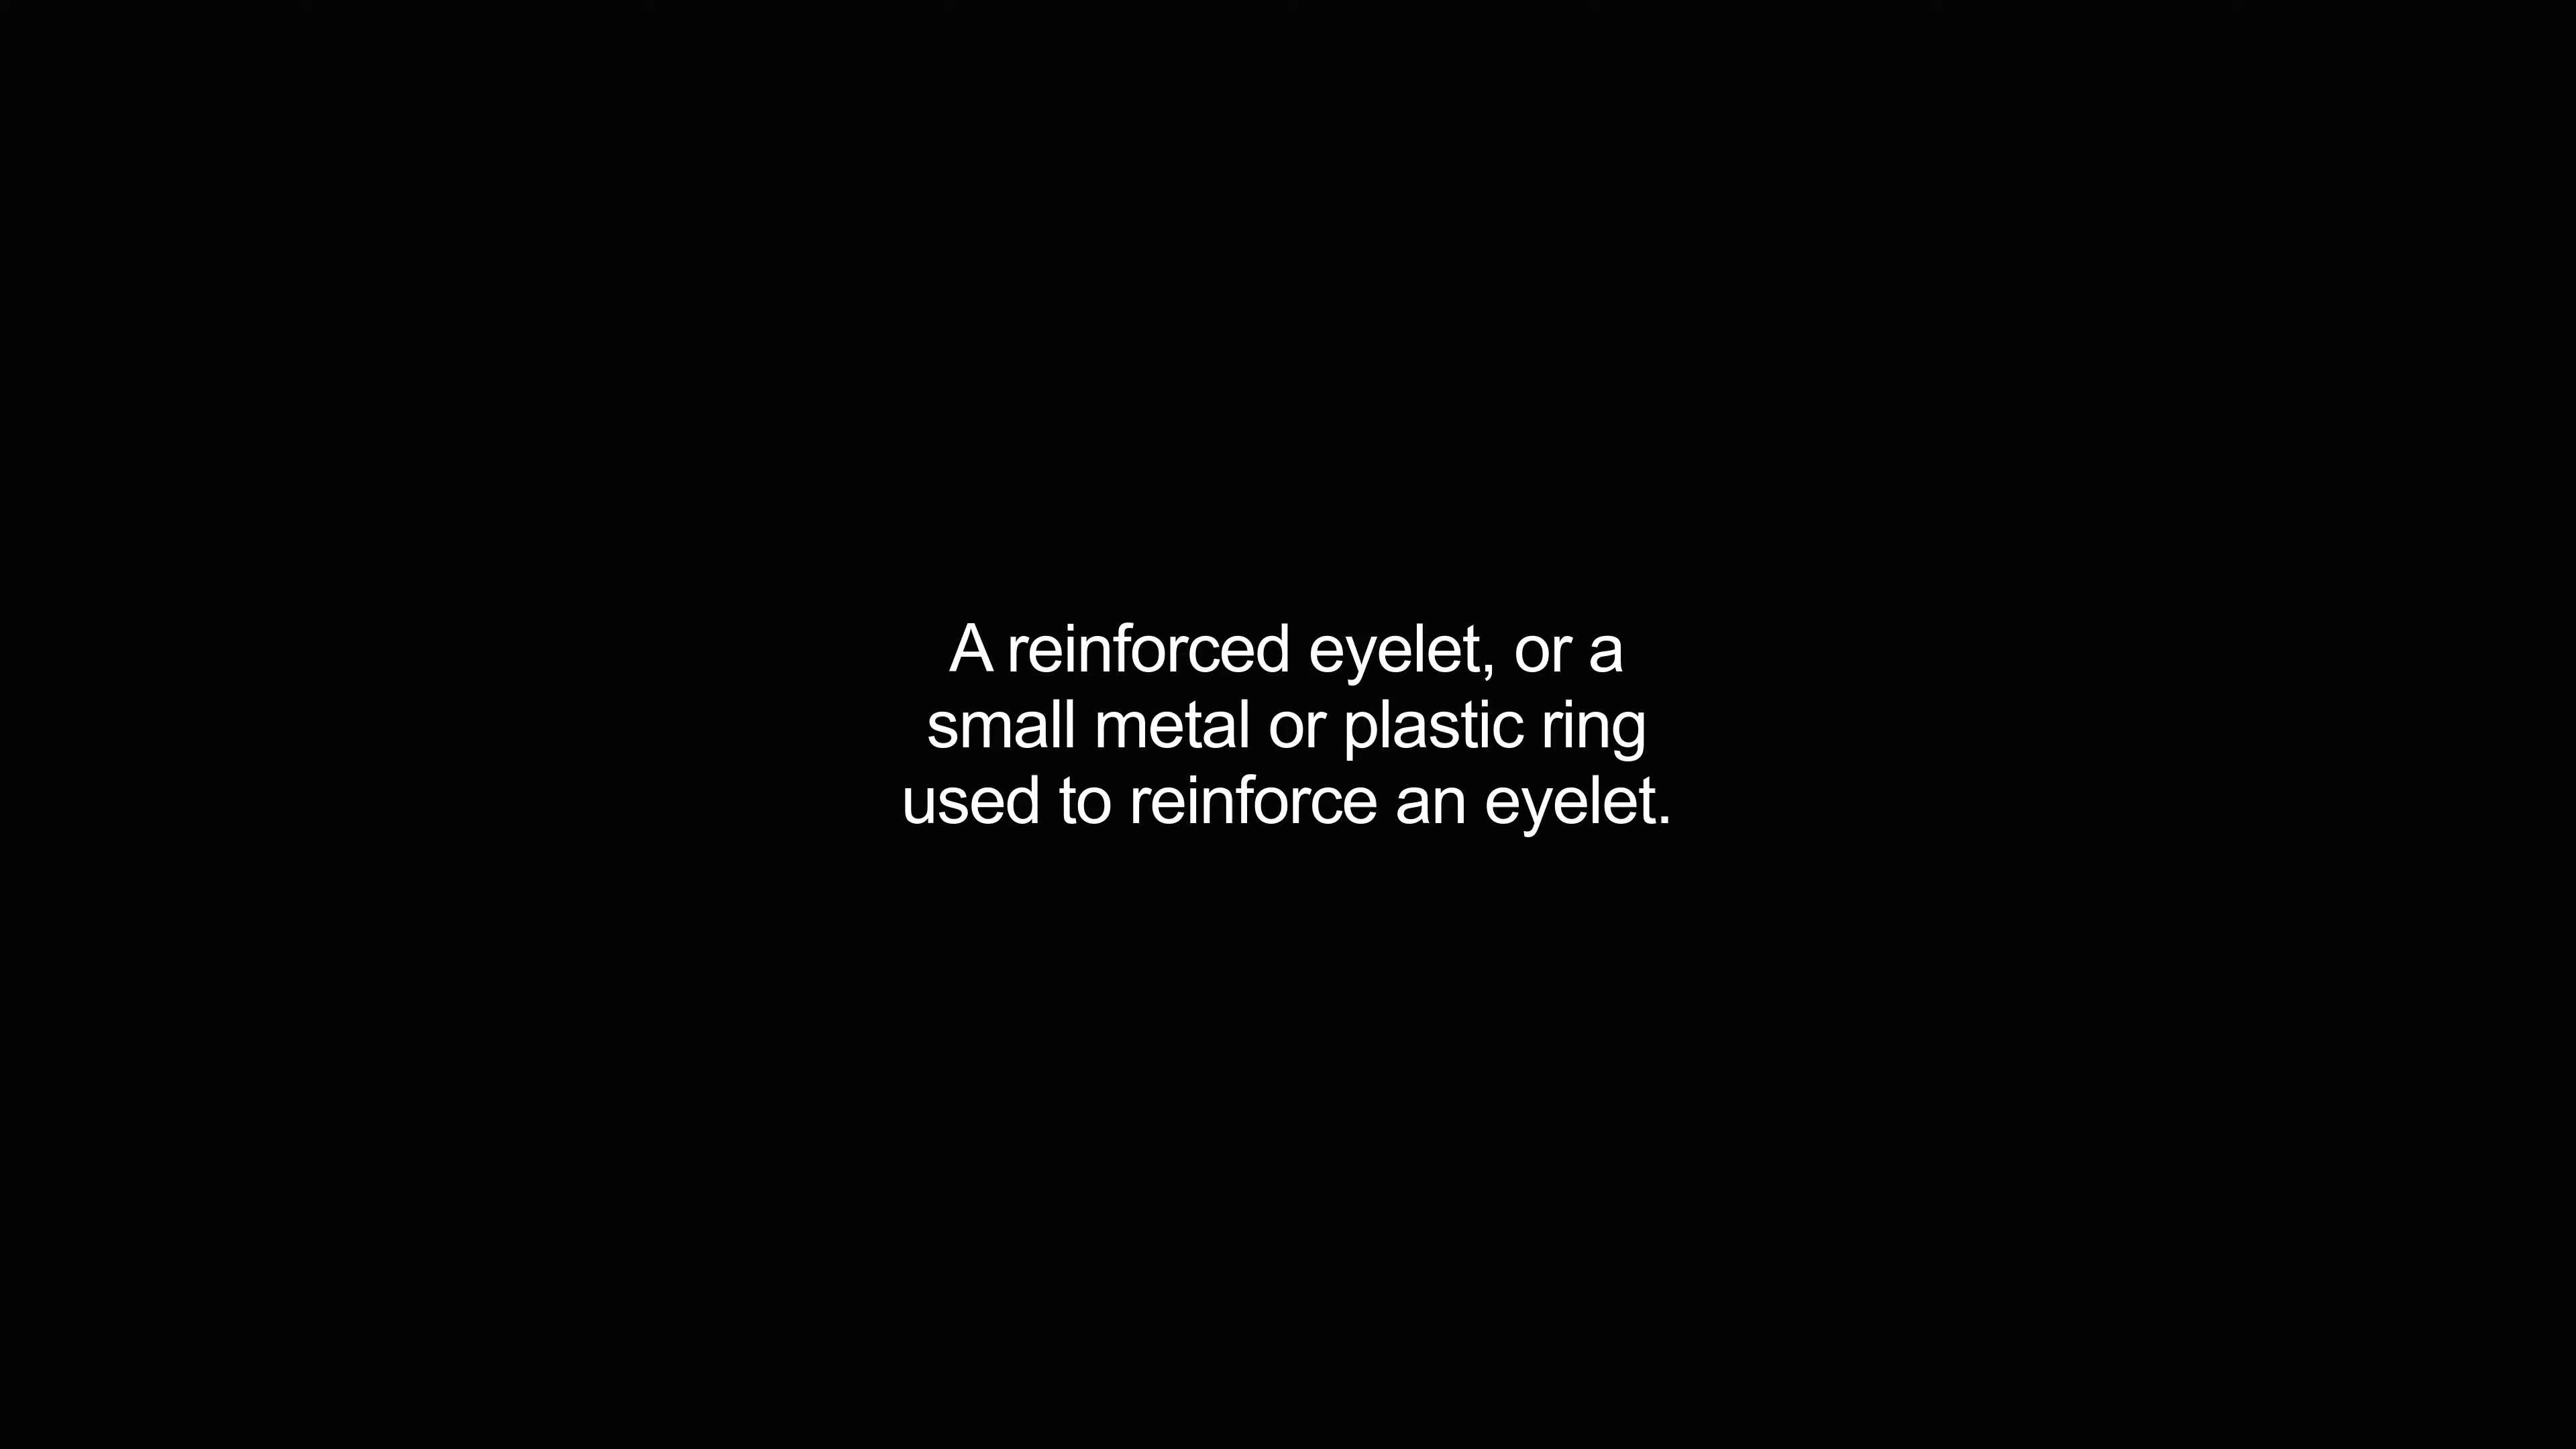 A reinforced eyelet, or a
small metal or plastic ring
used to reinforce an eyelet.